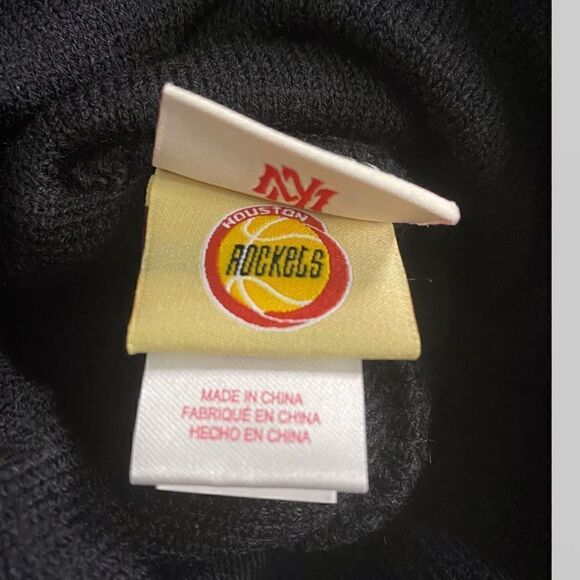 HOUSTON
ROCKETS
MADE IN CHINA
FABRIQUÉ EN CHINA
HECHO EN CHINA